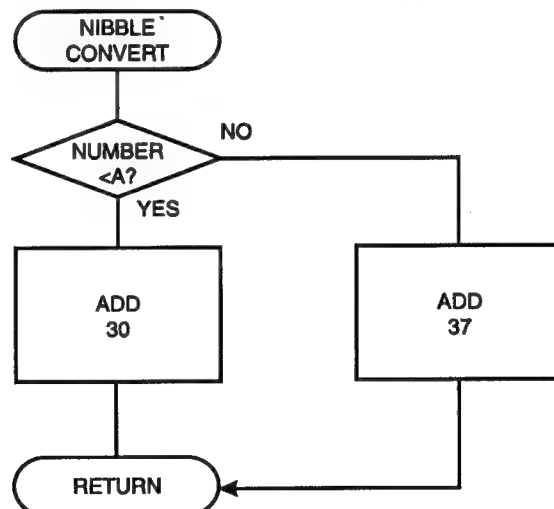 NIBBLE
CONVERT
NO
NUMBER
<A?
YES
ADD
30
ADD
37
RETURN